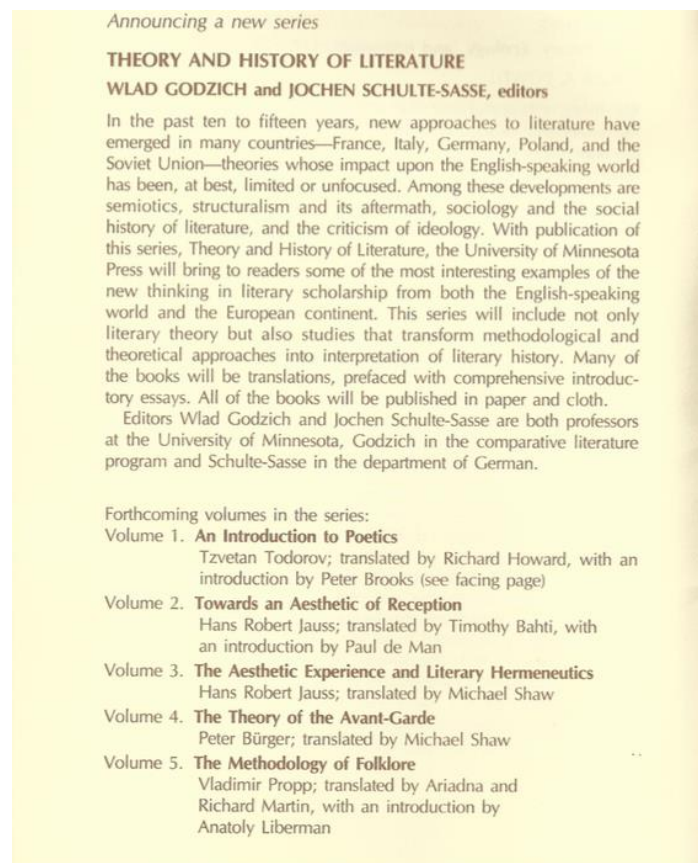 Announcing a new series
THEORY AND HISTORY OF LITERATURE
WLAD GODZICH and JOCHEN SCHULTE-SASSE, editors
In the past ten to fifteen years, new approaches to literature have
emerged in many countries—France, Italy, Germany, Poland, and the
Soviet Union—theories whose impact upon the English-speaking world
has been, at best, limited or unfocused. Among these developments are
semiotics, structuralism and its aftermath, sociology and the social
history of literature, and the criticism of ideology. With publication of
this series, Theory and History of Literature, the University of Minnesota
Press will bring to readers some of the most interesting examples of the
new thinking in literary scholarship from both the English-speaking
world and the European continent. This series will include not only
literary theory but also studies that transform methodological and
theoretical approaches into interpretation of literary history. Many of
the books will be translations, prefaced with comprehensive introduc-
tory essays. All of the books will be published in paper and cloth.
Editors Wlad Godzich and Jochen Schulte-Sasse are both professors
at the University of Minnesota, Godzich in the comparative literature
program and Schulte-Sasse in the department of German.
Forthcoming volumes in the series:
Volume 1. An Introduction to Poetics
Tzvetan Todorov; translated by Richard Howard, with an
introduction by Peter Brooks (see facing page)
Volume 2. Towards an Aesthetic of Reception
Hans Robert Jauss; translated by Timothy Bahti, with
an introduction by Paul de Man
Volume 3. The Aesthetic Experience and Literary Hermeneutics
Hans Robert Jauss; translated by Michael Shaw
Volume 4. The Theory of the Avant-Garde
Peter Bürger; translated by Michael Shaw
Volume 5. The Methodology of Folklore
Vladimir Propp; translated by Ariadna and
Richard Martin, with an introduction by
Anatoly Liberman